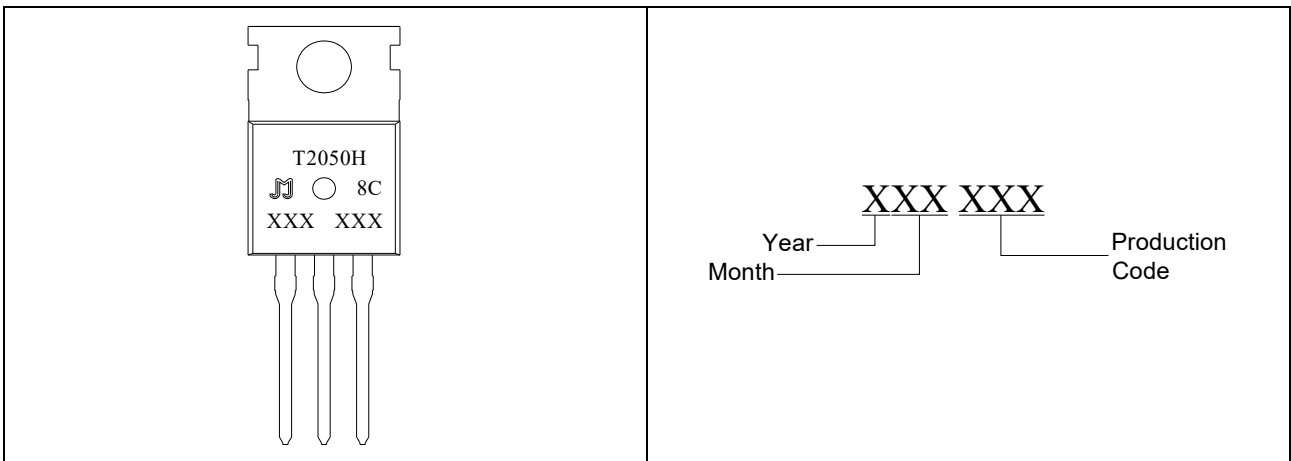 T2050H
JJ 8C
XXX XXX
XXX XXX
Year
Month
Production
Code